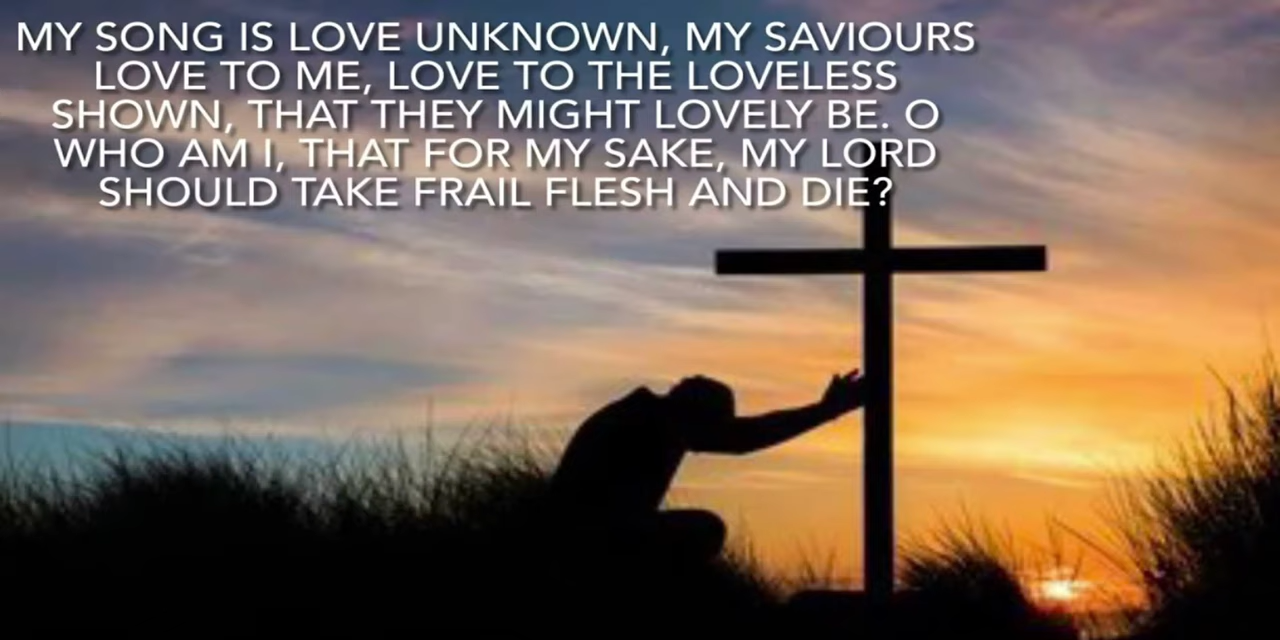 MY SONG IS LOVE UNKNOWN, MY SAVIOURS
LOVE TO ME, LOVE TO THE LOVELESS
SHOWN, THAT THEY MIGHT LOVELY BE. O
WHO AM I, THAT FOR MY SAKE, MY LORD
SHOULD TAKE FRAIL FLESH AND DIE?